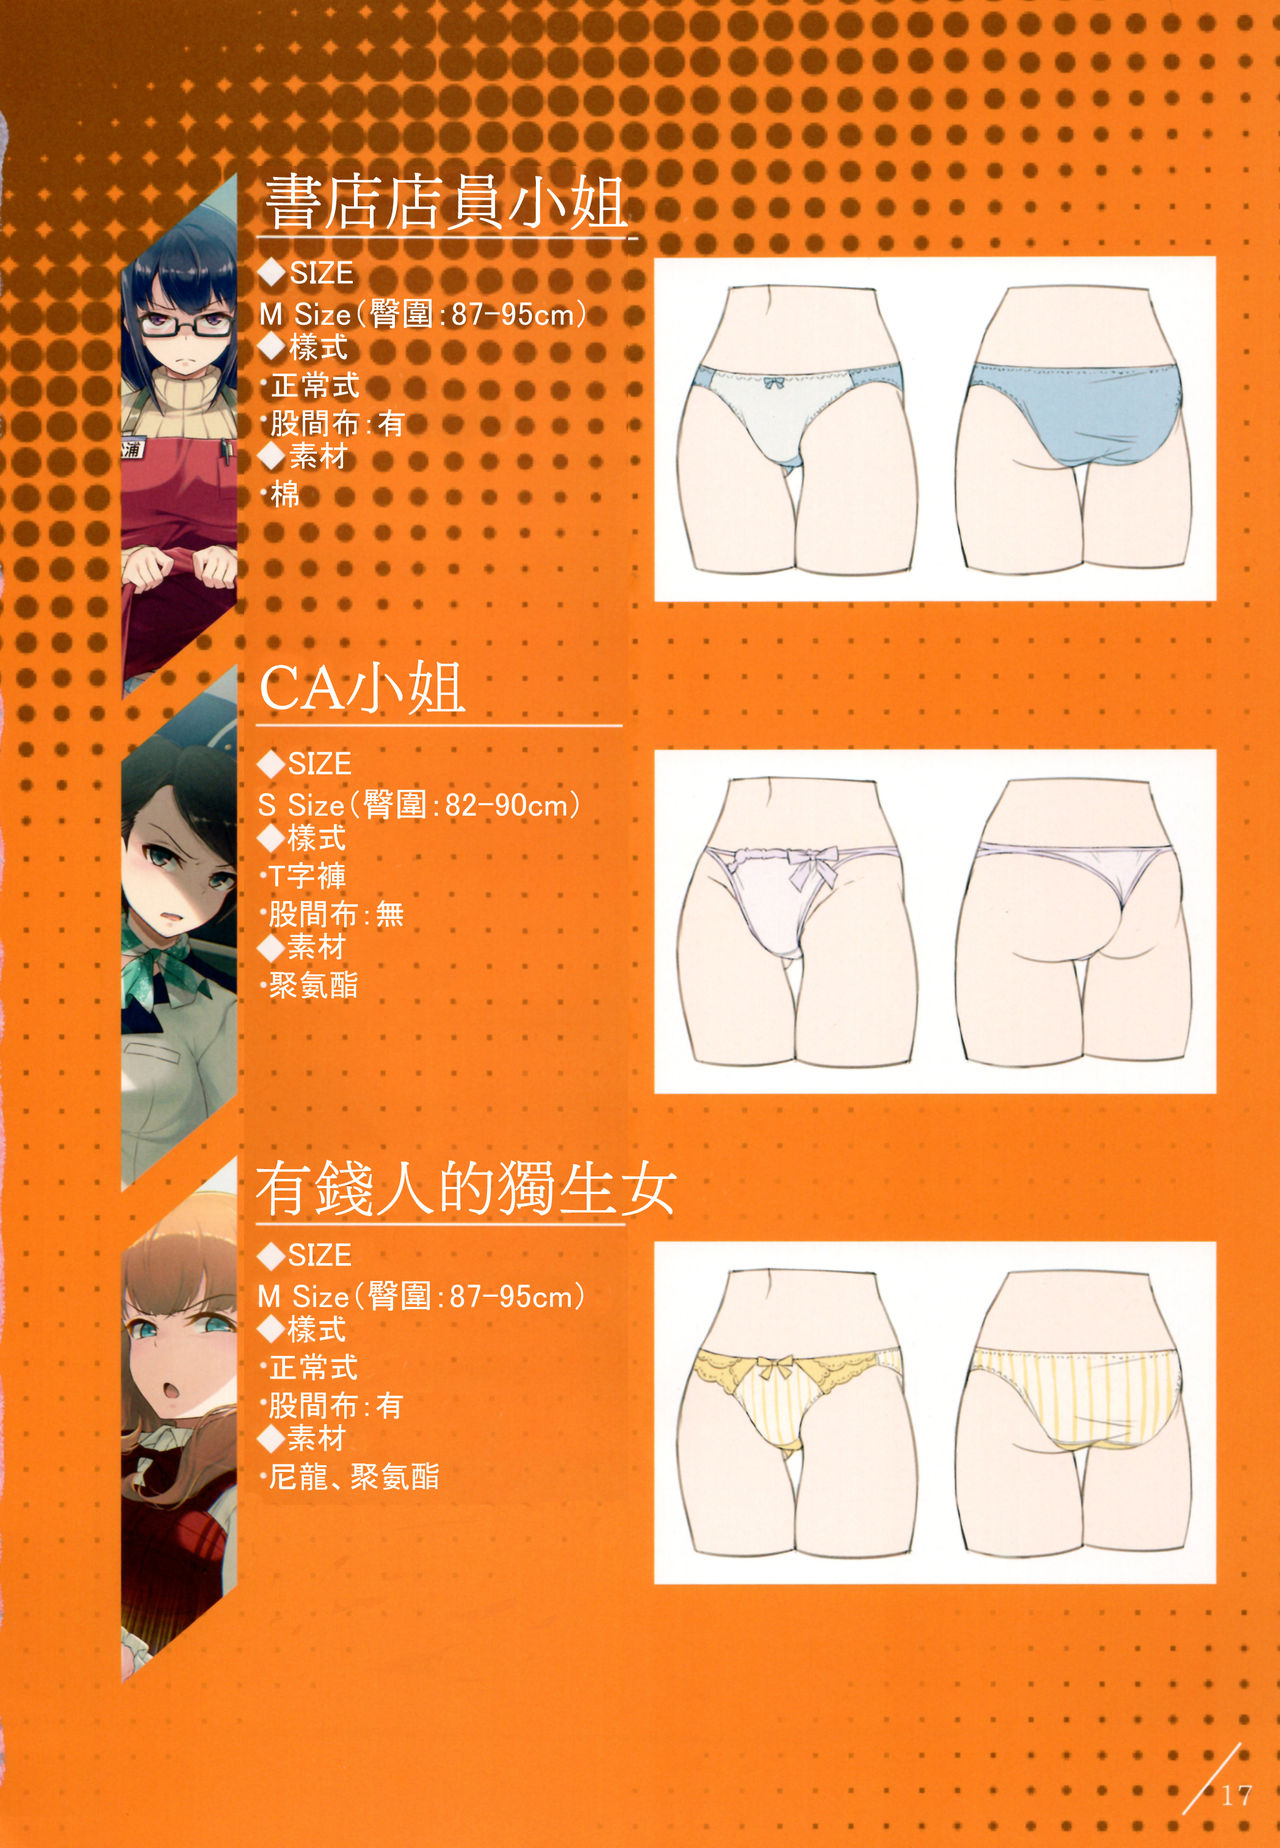 書店店員小姐
◆SIZE
M Size(臀圍:87-95cm)
◆樣式
・正常式
・股間布:有
◆素材
・棉
浦
CA小姐
◆SIZE
S Size(臀圍:82-90cm)
◆樣式
・T字褲
・股間布:無
◆素材
・聚氨酯
有錢人的獨生女
◆SIZE
M Size(臀圍:87-95cm)
◆樣式
・正常式
・股間布:有
◆素材
・尼龍、聚氨酯
17